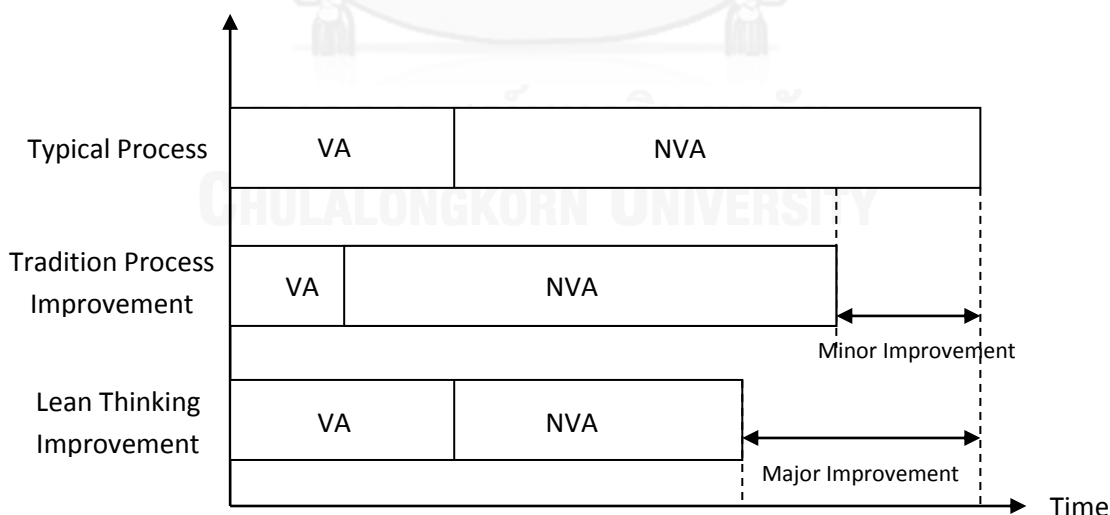 Typical Process
VA
NVA
CHULALONGKORN UNIVERSITY
Tradition Process
Improvement
VA
NVA
Minor Improvement
Lean Thinking
Improvement
VA
NVA
Major Improvement
Time